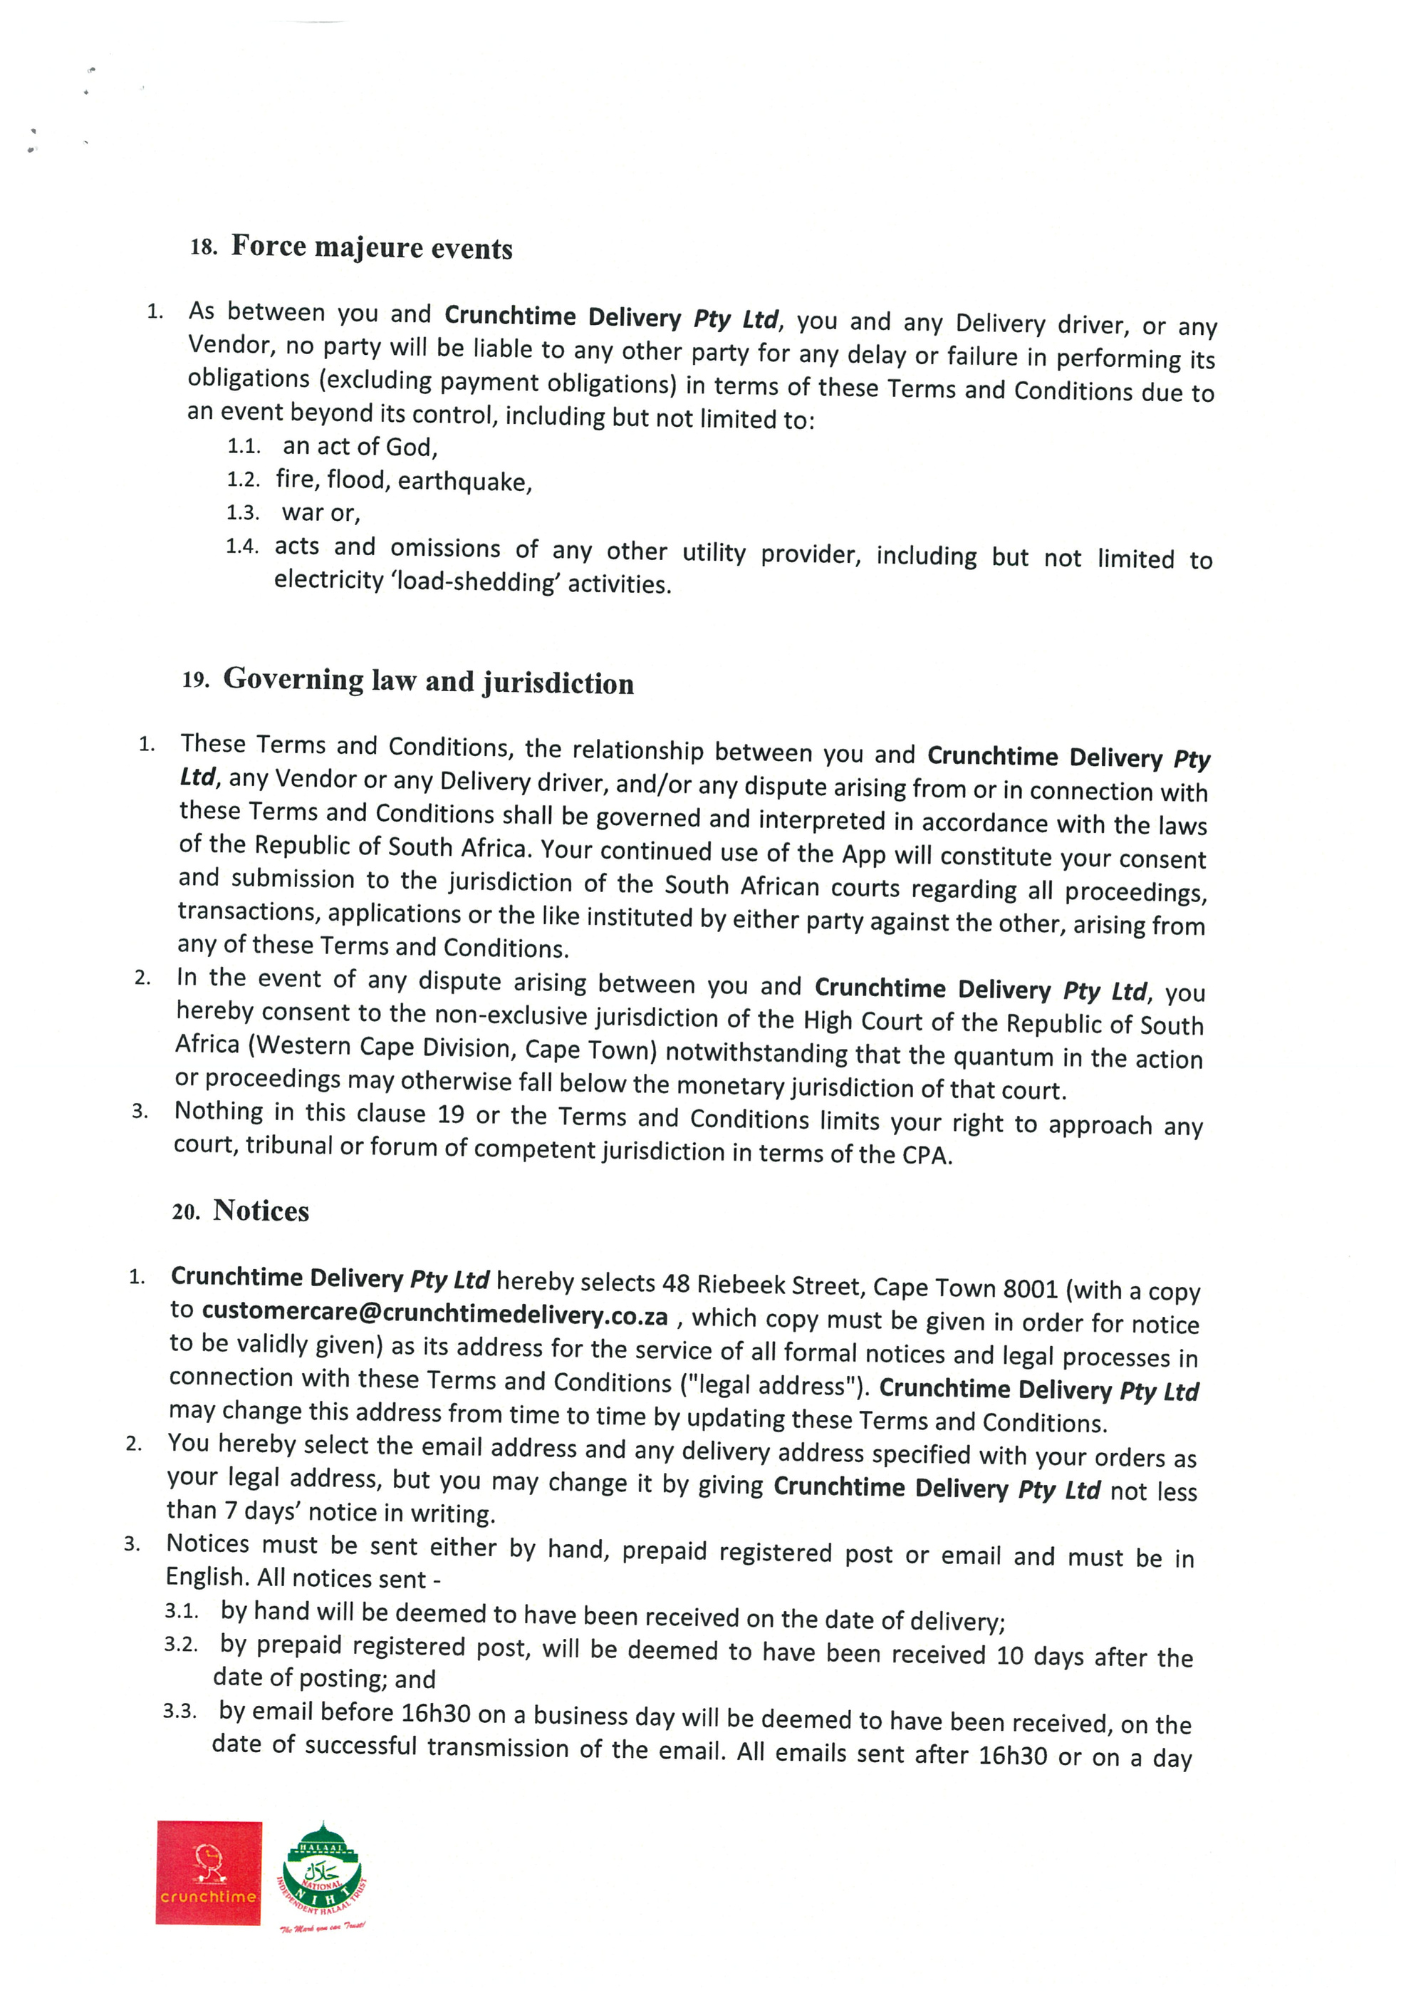 18. Force majeure events
1. As between you and Crunchtime Delivery Pty Ltd, you and any Delivery driver, or any
Vendor, no party will be liable to any other party for any delay or failure in performing its
obligations (excluding payment obligations) in terms of these Terms and Conditions due to
an event beyond its control, including but not limited to:
1.1. an act of God,
1.2. fire, flood, earthquake,
1.3. war or,
1.4. acts and omissions of any other utility provider, including but not limited to
electricity ‘load-shedding’ activities.
19. Governing law and jurisdiction
1. These Terms and Conditions, the relationship between you and Crunchtime Delivery Pty
Ltd, any Vendor or any Delivery driver, and/or any dispute arising from or in connection with
these Terms and Conditions shall be governed and interpreted in accordance with the laws
of the Republic of South Africa. Your continued use of the App will constitute your consent
and submission to the jurisdiction of the South African courts regarding all proceedings,
transactions, applications or the like instituted by either party against the other, arising from
any of these Terms and Conditions.
2. In the event of any dispute arising between you and Crunchtime Delivery Pty Ltd, you
hereby consent to the non-exclusive jurisdiction of the High Court of the Republic of South
Africa (Western Cape Division, Cape Town) notwithstanding that the quantum in the action
or proceedings may otherwise fall below the monetary jurisdiction of that court.
3. Nothing in this clause 19 or the Terms and Conditions limits your right to approach any
court, tribunal or forum of competent jurisdiction in terms of the CPA.
20. Notices
1. Crunchtime Delivery Pty Ltd hereby selects 48 Riebeek Street, Cape Town 8001 (with a copy
to customercare@crunchtimedelivery.co.za , which copy must be given in order for notice
to be validly given) as its address for the service of all formal notices and legal processes in
connection with these Terms and Conditions ("legal address"). Crunchtime Delivery Pty Ltd
may change this address from time to time by updating these Terms and Conditions.
2. You hereby select the email address and any delivery address specified with your orders as
your legal address, but you may change it by giving Crunchtime Delivery Pty Ltd not less
than 7 days’ notice in writing.
3. Notices must be sent either by hand, prepaid registered post or email and must be in
English. All notices sent -
3.1. by hand will be deemed to have been received on the date of delivery;
3.2. by prepaid registered post, will be deemed to have been received 10 days after the
date of posting; and
3.3. by email before 16h30 on a business day will be deemed to have been received, on the
date of successful transmission of the email. All emails sent after 16h30 or on a day
crunchtime
HALAAL
حلال
NATIONAL
NIHT
INDEPENDENT HALAAL TRUST
The Mark you can Trust!